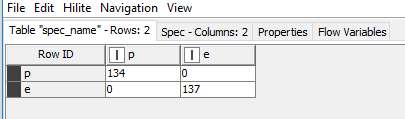 File Edit Hilite Navigation View
Table "spec_name" - Rows: 2 Spec - Columns: 2 Properties Flow Variables
Row ID I p I e
p 134 0
e 0 137